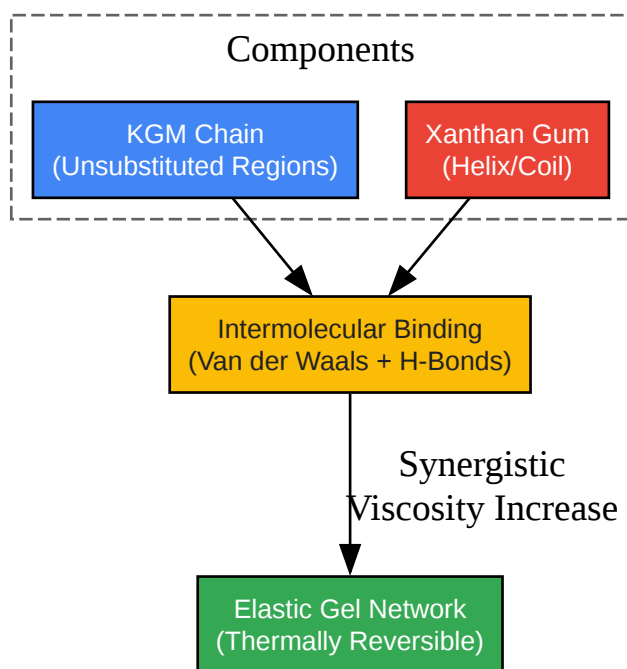 Components
KGM Chain
(Unsubstituted Regions)
Xanthan Gum
(Helix/Coil)
Intermolecular Binding
(Van der Waals + H-Bonds)
Synergistic
Viscosity Increase
Elastic Gel Network
(Thermally Reversible)